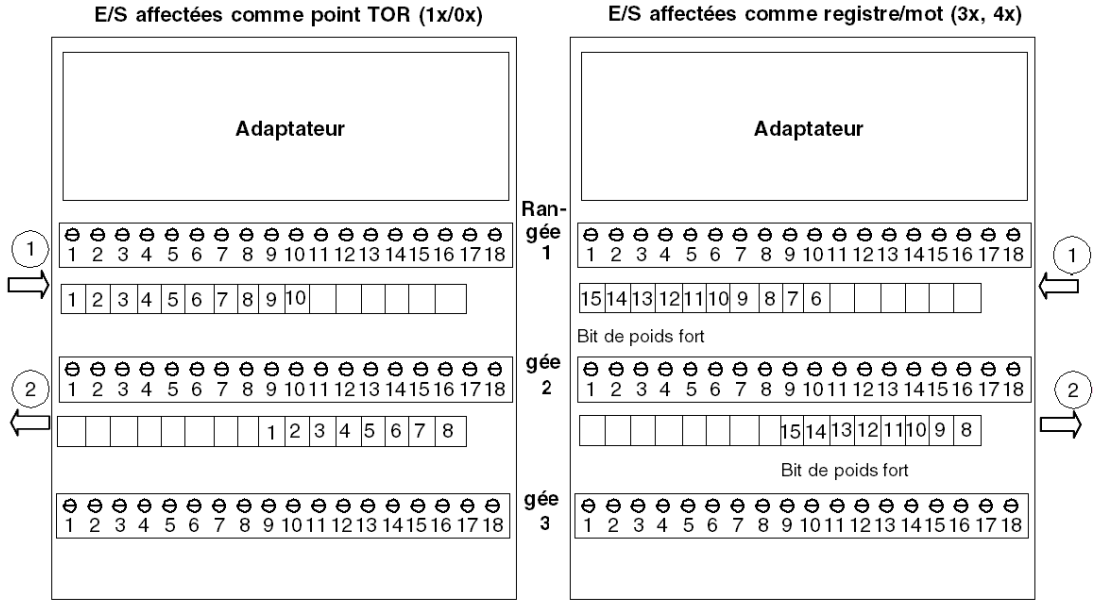 E/S affectées comme point TOR (1x/0x)
E/S affectées comme registre/mot (3x, 4x)
Adaptateur
Adaptateur
Ran-
gée
1
1
1 2 3 4 5 6 7 8 9 10 11 12 13 14 15 16 17 18
1 2 3 4 5 6 7 8 9 10 11 12 13 14 15 16 17 18
1
1 2 3 4 5 6 7 8 9 10
15 14 13 12 11 10 9 8 7 6
Bit de poids fort
gée
2
2
1 2 3 4 5 6 7 8 9 10 11 12 13 14 15 16 17 18
1 2 3 4 5 6 7 8 9 10 11 12 13 14 15 16 17 18
2
1 2 3 4 5 6 7 8
15 14 13 12 11 10 9 8
Bit de poids fort
gée
3
1 2 3 4 5 6 7 8 9 10 11 12 13 14 15 16 17 18
1 2 3 4 5 6 7 8 9 10 11 12 13 14 15 16 17 18